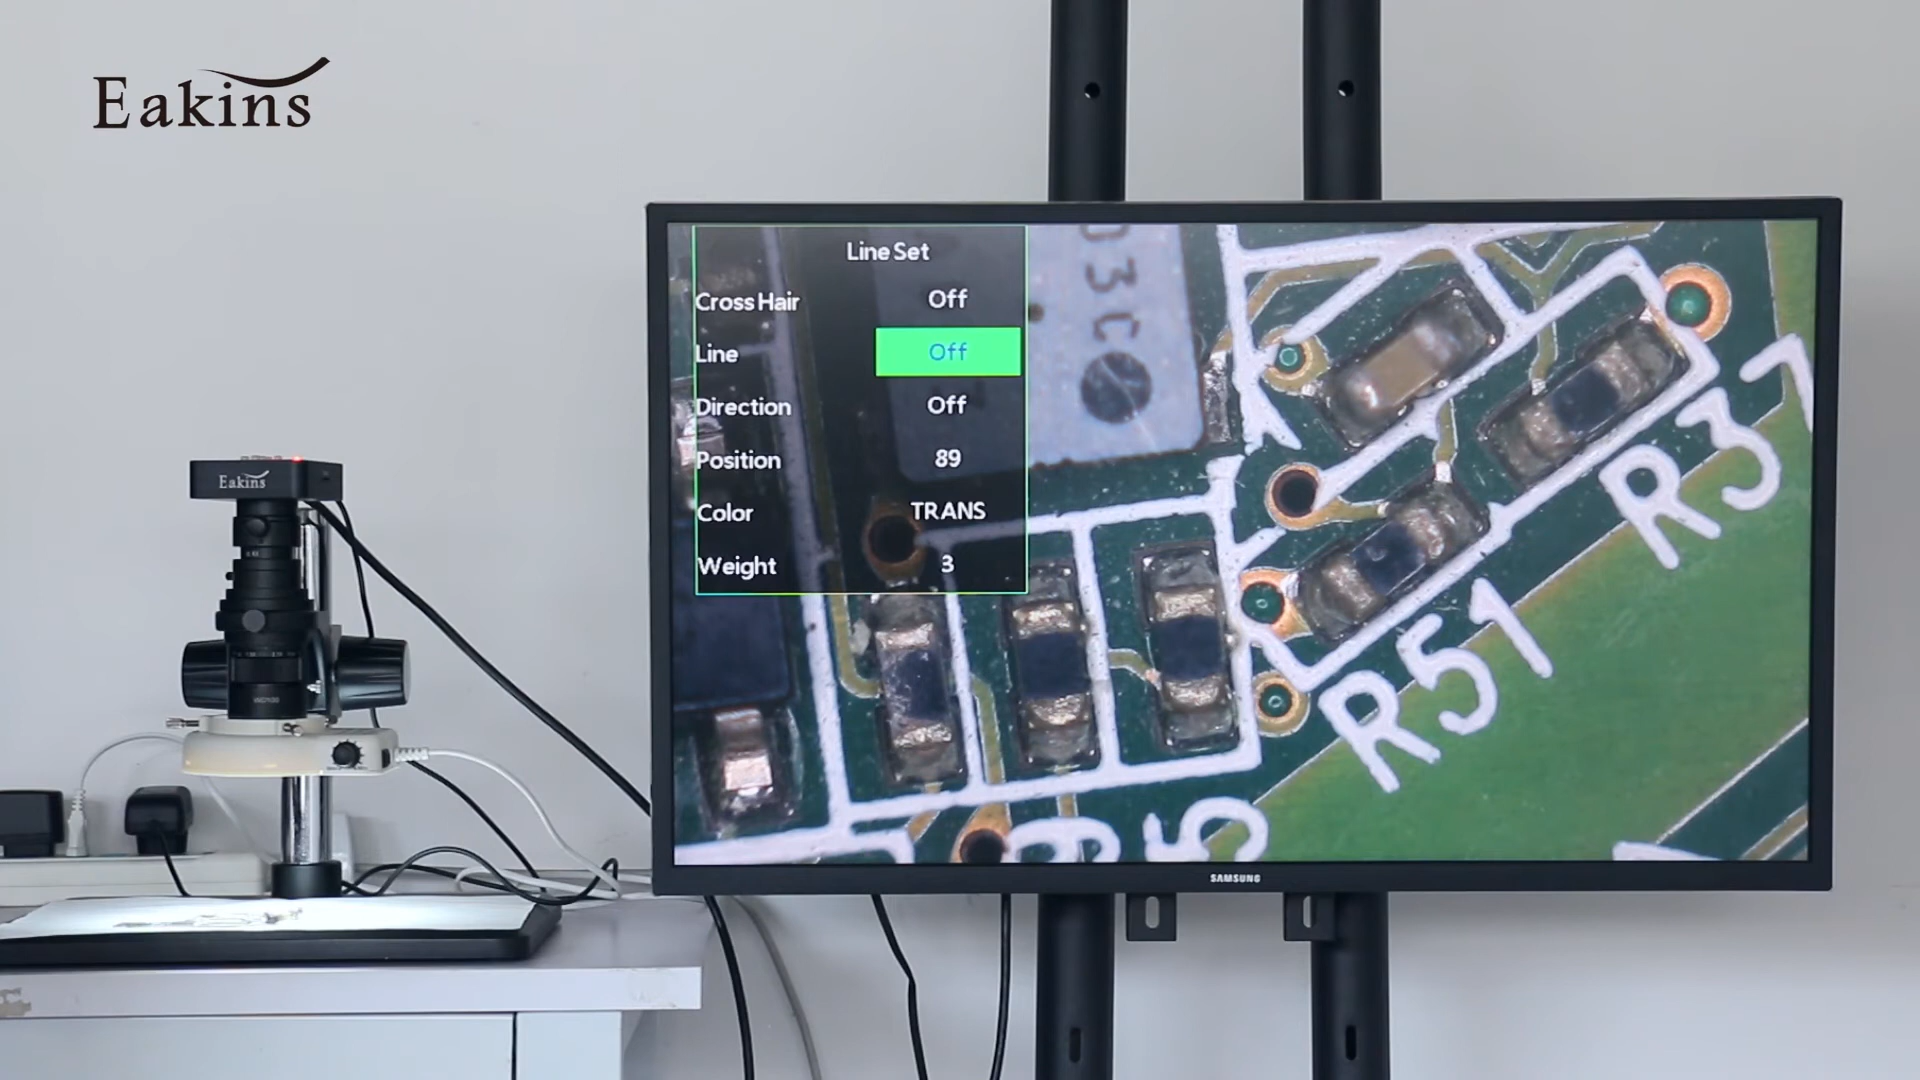 Eakins
Line Set
Cross Hair Off
Line Off
Direction Off
Position 89
Color TRANS
Weight 3
03C
R37
R51
Eakins
SAMSUNG